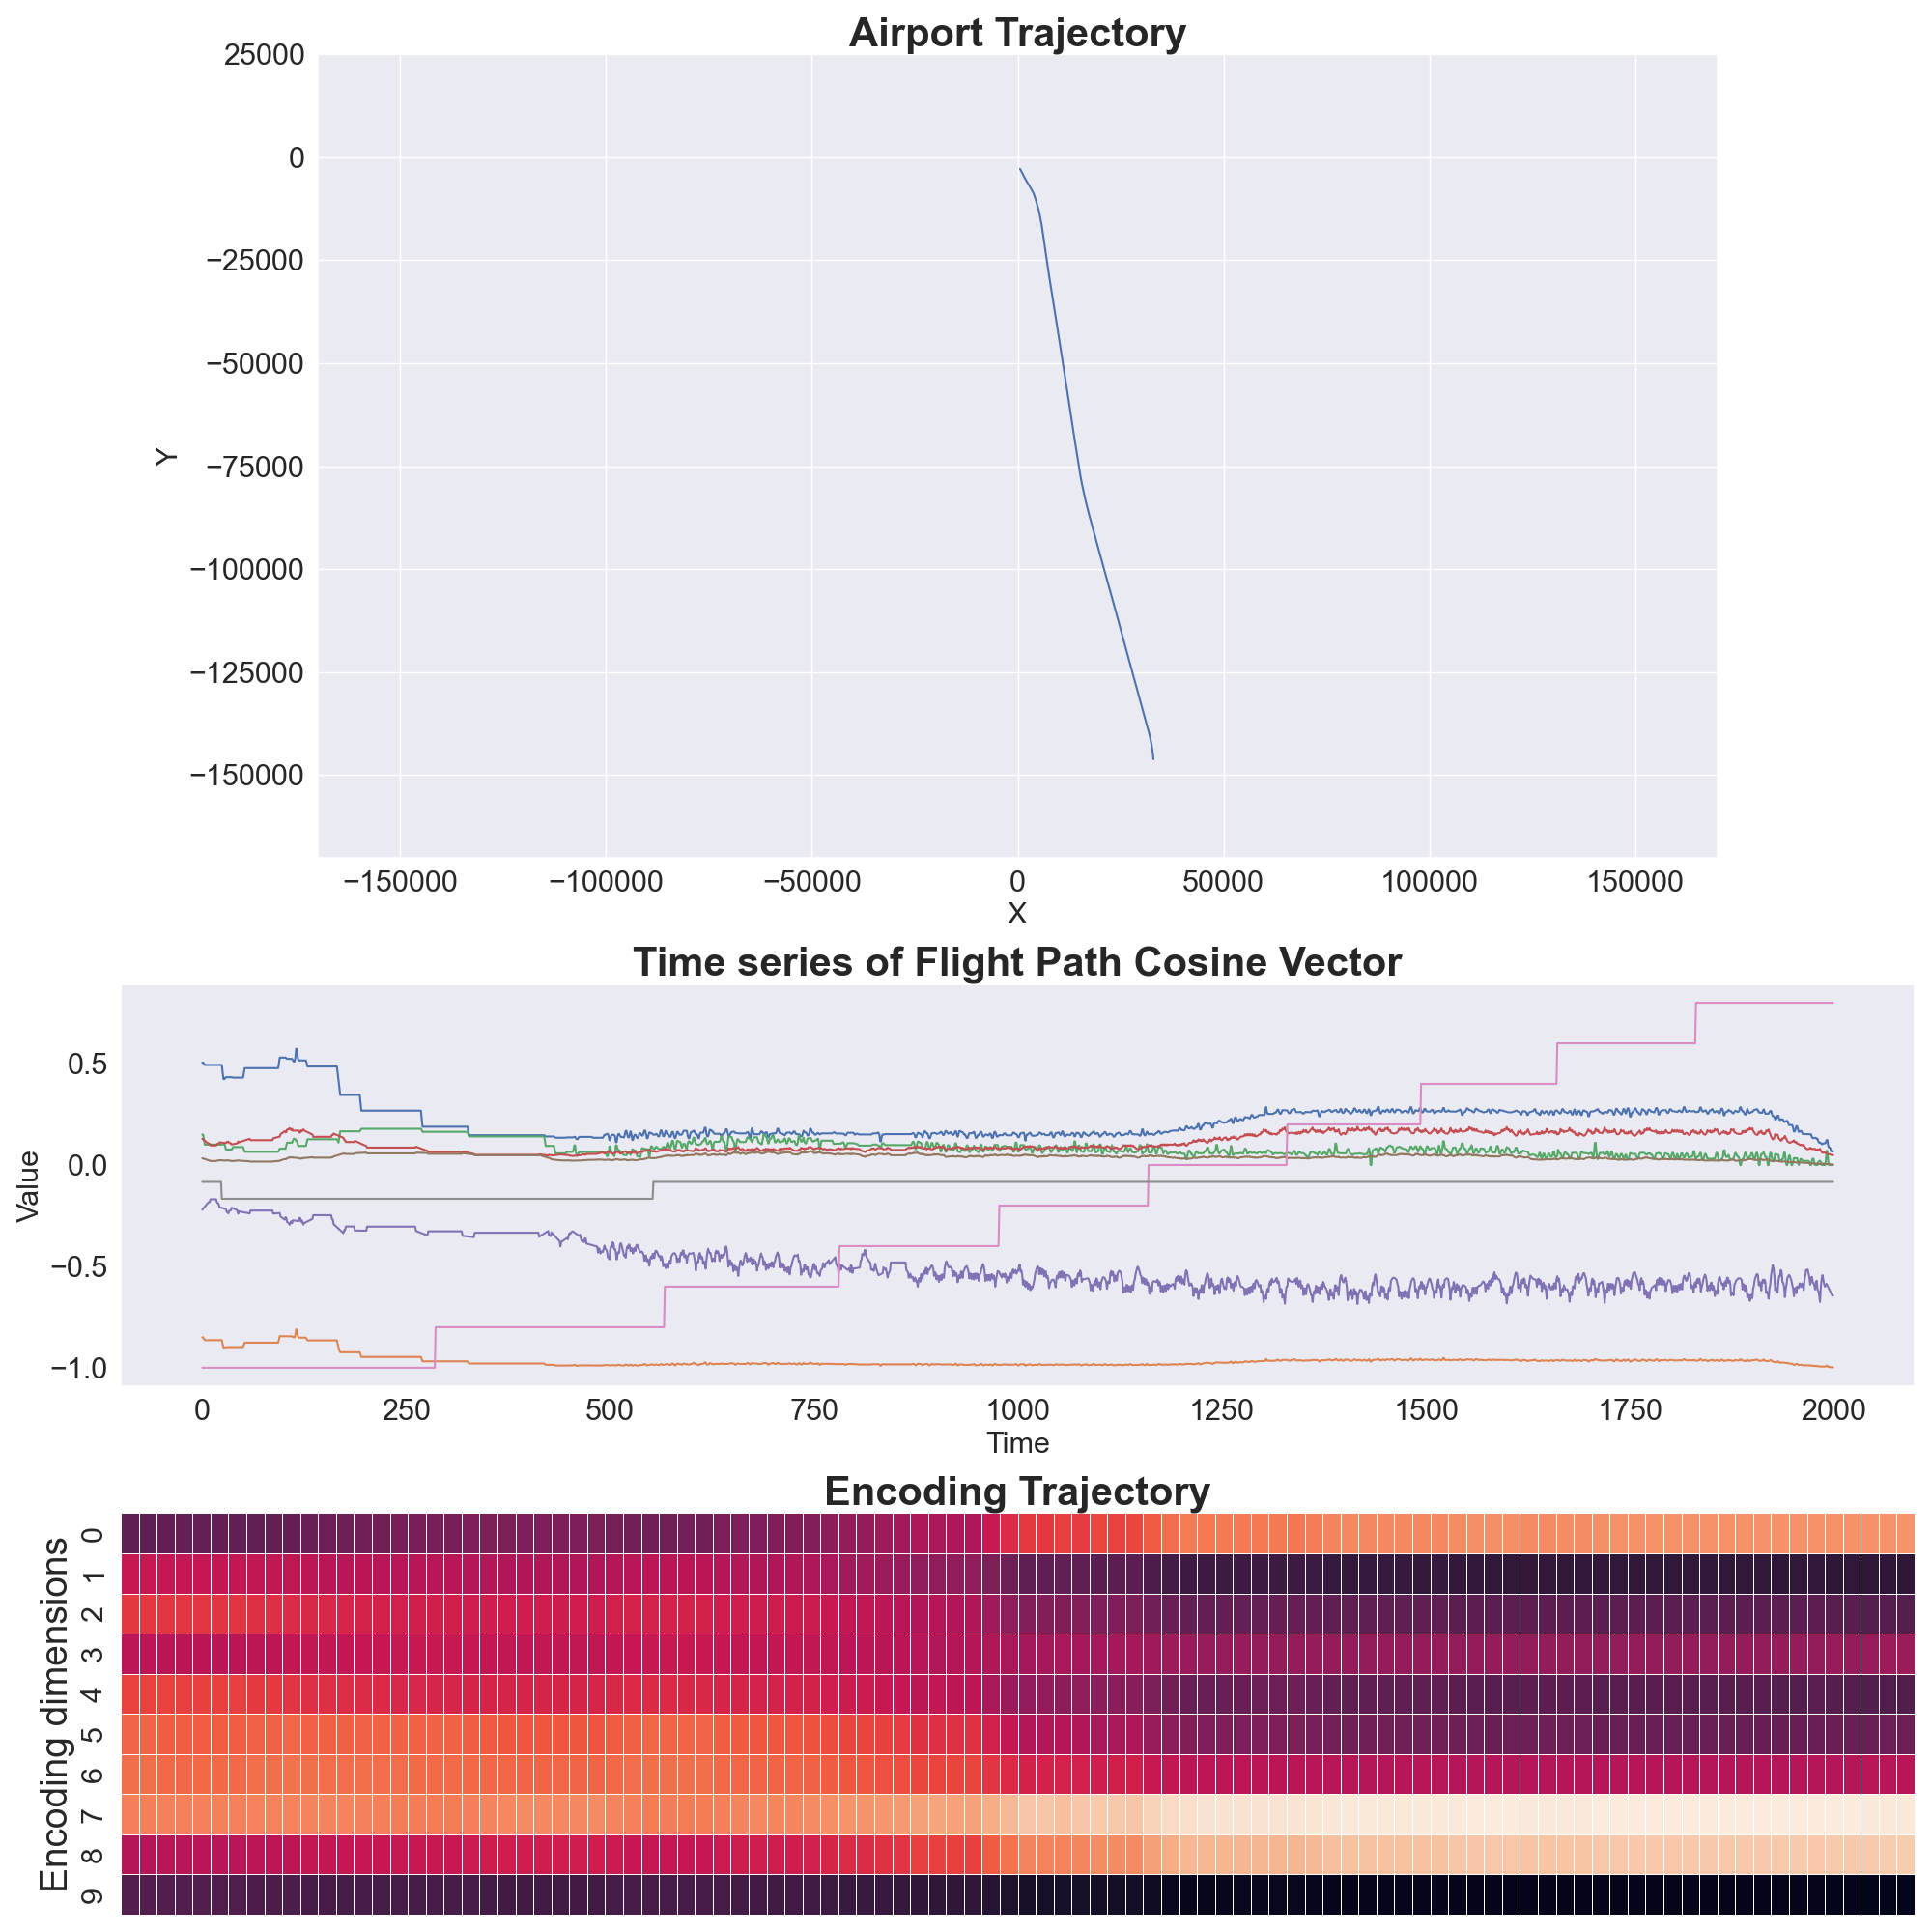 Airport Trajectory
25000
0
−25000
−50000
−75000
−100000
−125000
−150000
Y
−150000 −100000 −50000 0 50000 100000 150000
X
Time series of Flight Path Cosine Vector
0.5
0.0
−0.5
−1.0
Value
0 250 500 750 1000 1250 1500 1750 2000
Time
Encoding Trajectory
Encoding dimensions
0
1
2
3
4
5
6
7
8
9